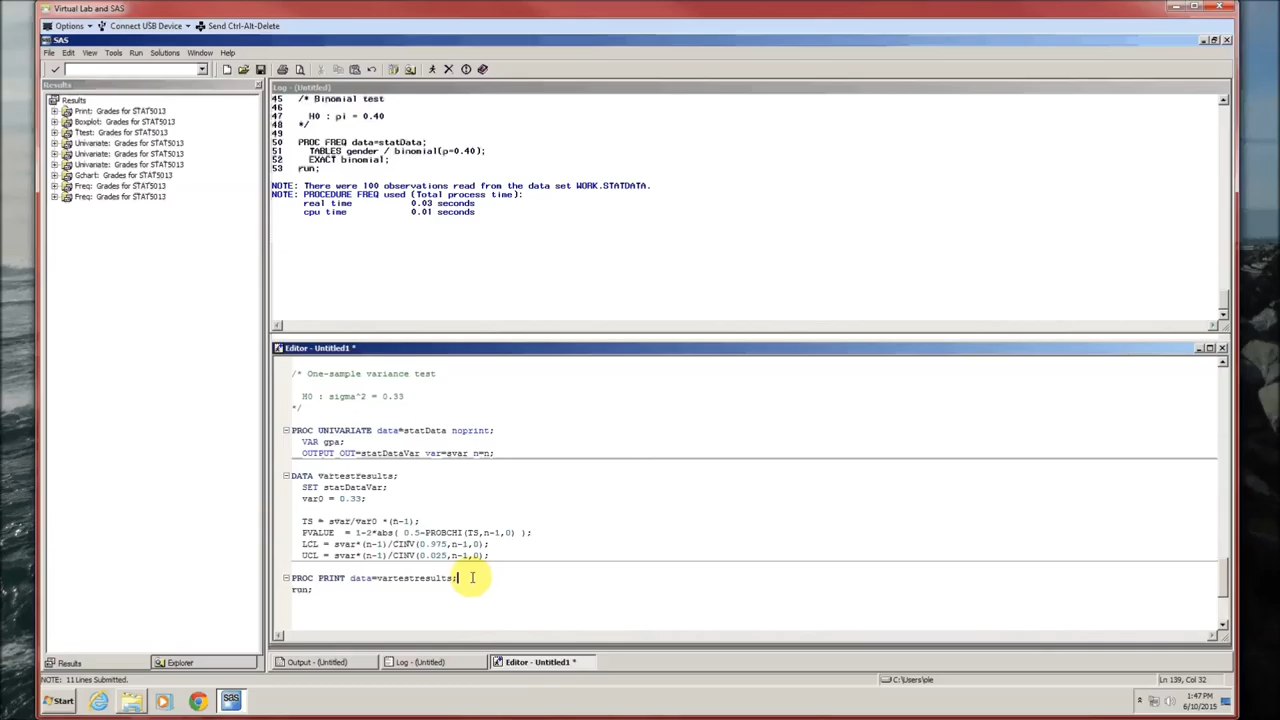 Virtual Lab and SAS
Options Connect USB Device Send Ctrl-Alt-Delete
SAS
File Edit View Tools Run Solutions Window Help
Results
Results
Print: Grades for STAT5013
Boxplot: Grades for STAT5013
Ttest: Grades for STAT5013
Univariate: Grades for STAT5013
Univariate: Grades for STAT5013
Univariate: Grades for STAT5013
Gchart: Grades for STAT5013
Freq: Grades for STAT5013
Freq: Grades for STAT5013
Log - (Untitled)
45 /* Binomial test
46
47 H0 : pi = 0.40
48 */
49
50 PROC FREQ data=statData;
51 TABLES gender / binomial(p=0.40);
52 EXACT binomial;
53 run;
NOTE: There were 100 observations read from the data set WORK.STATDATA.
NOTE: PROCEDURE FREQ used (Total process time):
real time 0.03 seconds
cpu time 0.01 seconds
Editor - Untitled1 *
/* One-sample variance test
H0 : sigma^2 = 0.33
*/
PROC UNIVARIATE data=statData noprint;
VAR gpa;
OUTPUT OUT=statDataVar var=svar n=n;
DATA vartestresults;
SET statDataVar;
var0 = 0.33;
TS = svar/var0 *(n-1);
PVALUE = 1-2*abs( 0.5-PROBCHI(TS,n-1,0) );
LCL = svar*(n-1)/CINV(0.975,n-1,0);
UCL = svar*(n-1)/CINV(0.025,n-1,0);
PROC PRINT data=vartestresults;
run;
Results Explorer
Output - (Untitled) Log - (Untitled) Editor - Untitled1 *
NOTE: 11 Lines Submitted. C:\Users\ple Ln 139, Col 32
Start SAS 1:47 PM
6/10/2015